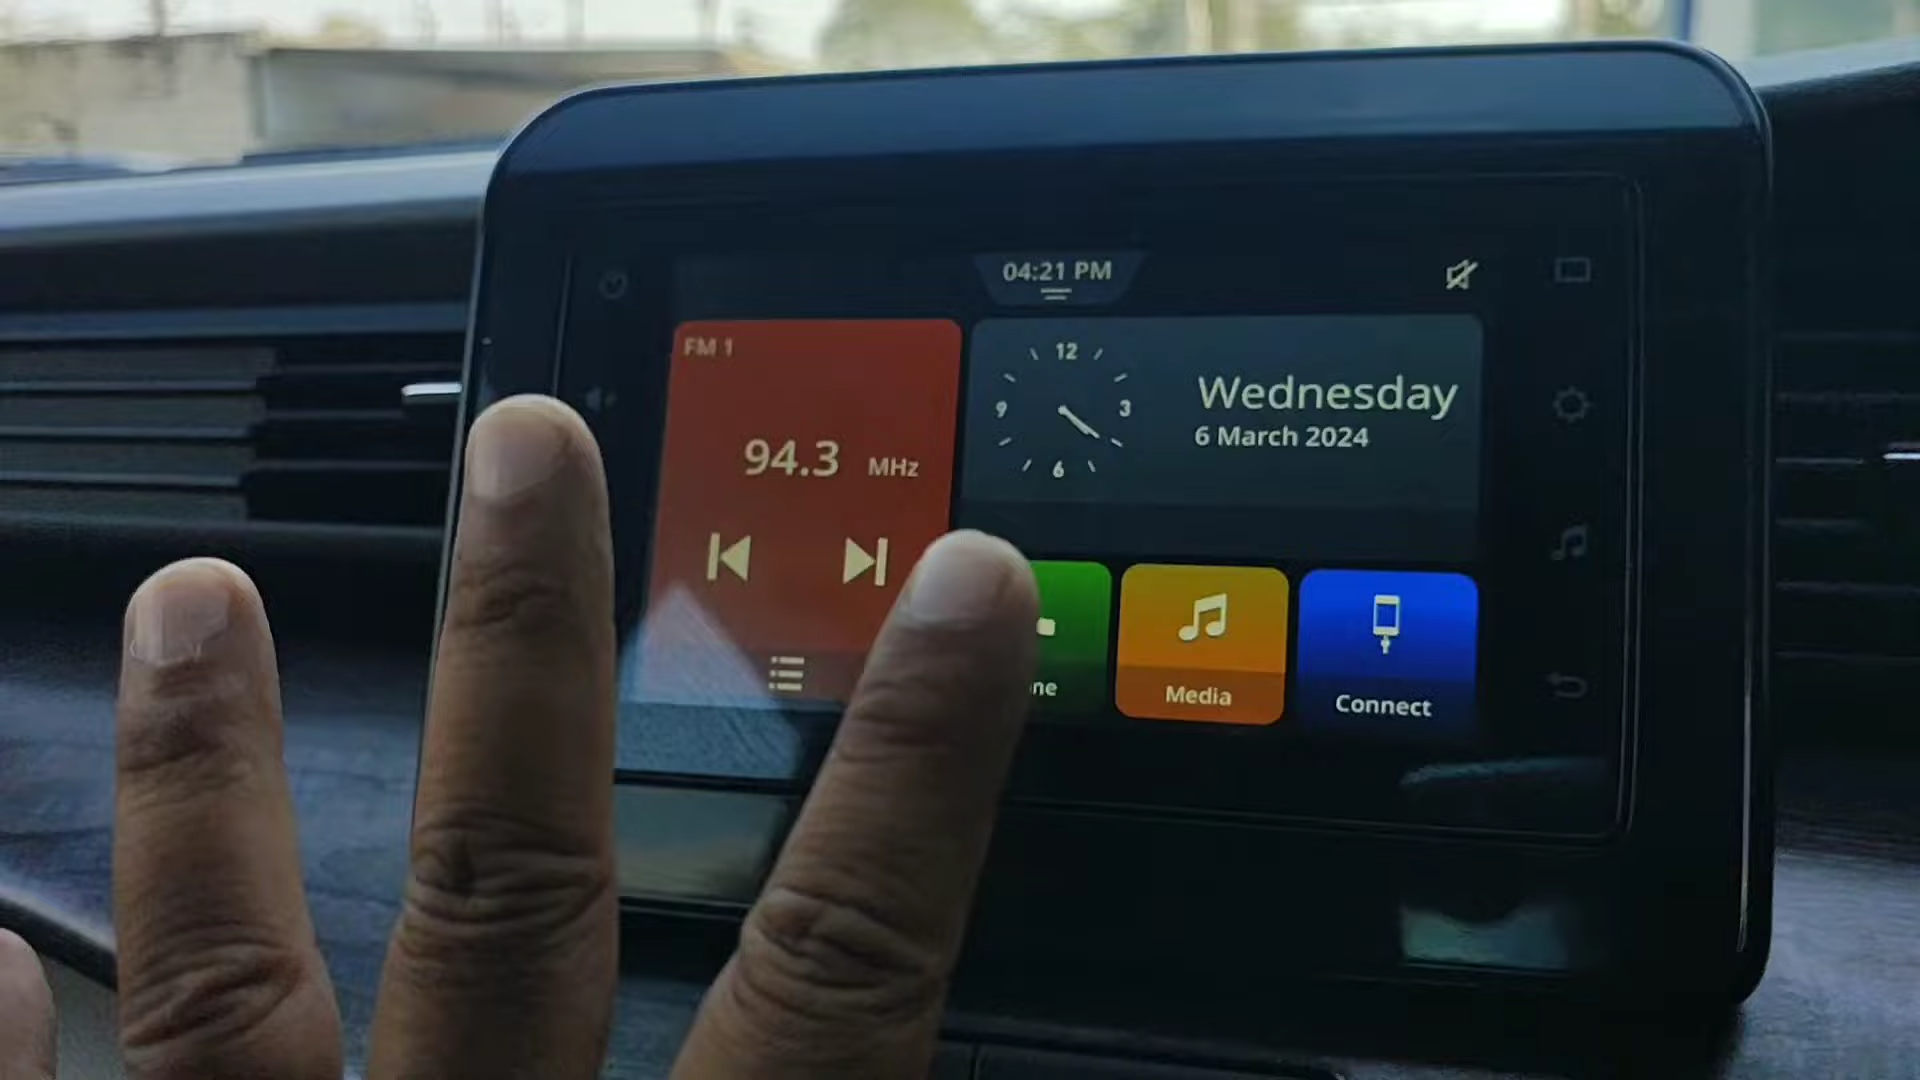 04:21 PM
FM 1
94.3 MHz
12
9
3
6
Wednesday
6 March 2024
ne
Media
Connect